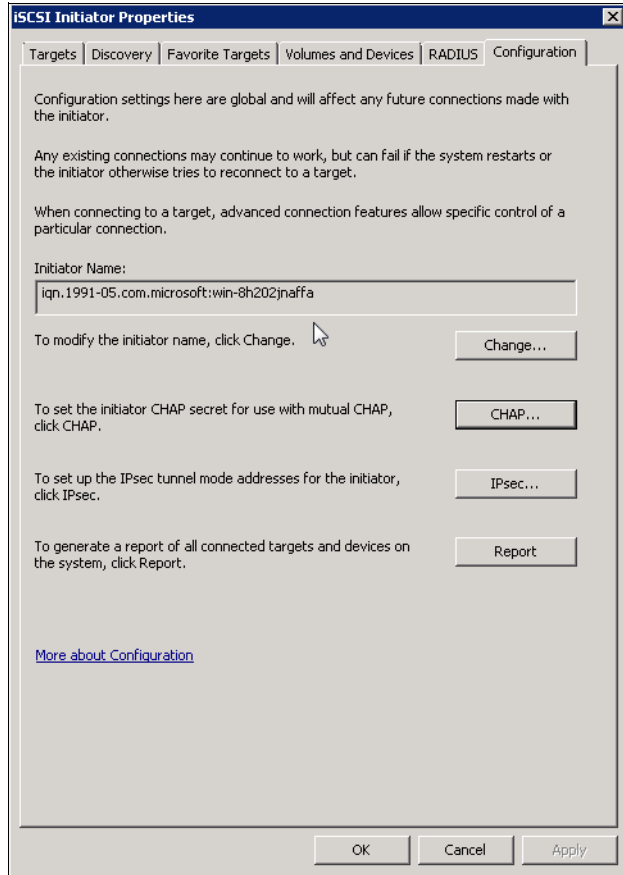 iSCSI Initiator Properties
Targets Discovery Favorite Targets Volumes and Devices RADIUS Configuration
Configuration settings here are global and will affect any future connections made with
the initiator.
Any existing connections may continue to work, but can fail if the system restarts or
the initiator otherwise tries to reconnect to a target.
When connecting to a target, advanced connection features allow specific control of a
particular connection.
Initiator Name:
iqn.1991-05.com.microsoft:win-8h202jnaffa
To modify the initiator name, click Change.
Change...
To set the initiator CHAP secret for use with mutual CHAP,
click CHAP.
CHAP...
To set up the IPsec tunnel mode addresses for the initiator,
click IPsec.
IPsec...
To generate a report of all connected targets and devices on
the system, click Report.
Report
More about Configuration
OK Cancel Apply